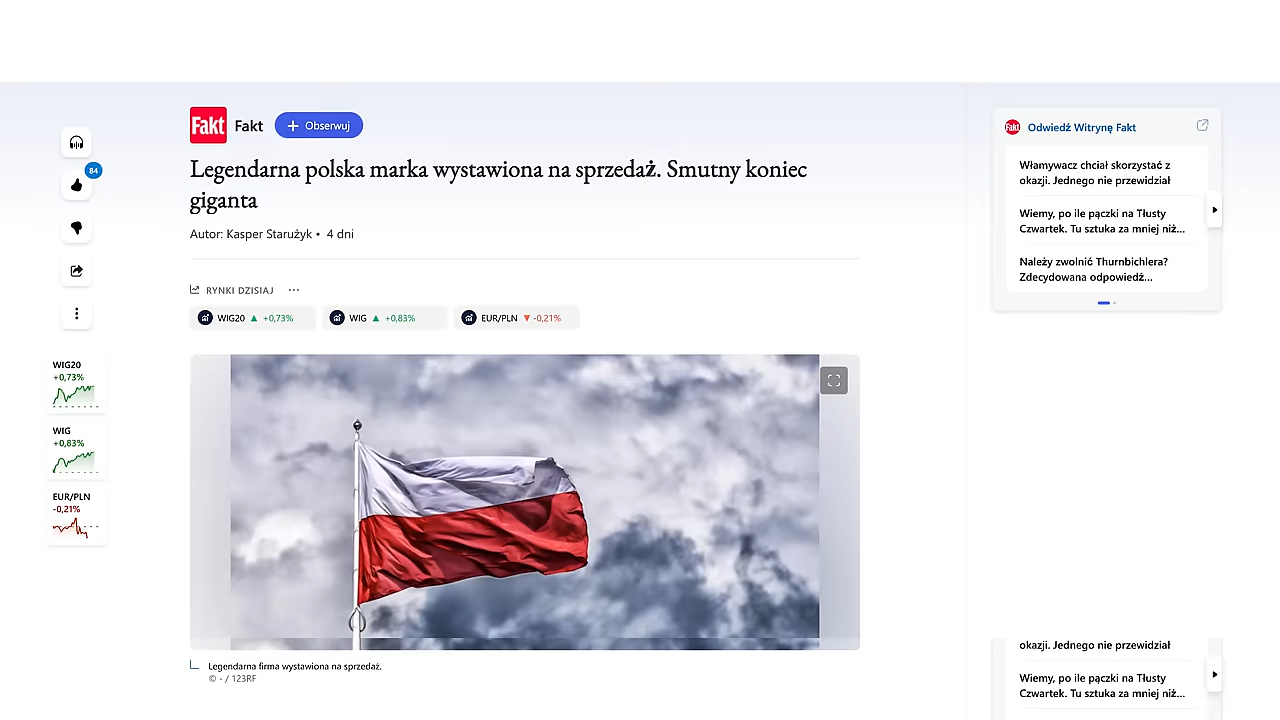 Fakt
Fakt
Obserwuj
Legendarna polska marka wystawiona na sprzedaż. Smutny koniec
giganta
Autor: Kasper Starużyk • 4 dni
84
RYNKI DZISIAJ ...
WIG20 ▲ +0,73%
WIG ▲ +0,83%
EUR/PLN ▼ -0,21%
WIG20
+0,73%
WIG
+0,83%
EUR/PLN
-0,21%
Legendarna firma wystawiona na sprzedaż.
© - / 123RF
Fakt
Odwiedź Witrynę Fakt
Włamywacz chciał skorzystać z
okazji. Jednego nie przewidział
Wiemy, po ile pączki na Tłusty
Czwartek. Tu sztuka za mniej niż...
Należy zwolnić Thurnbichlera?
Zdecydowana odpowiedź...
okazji. Jednego nie przewidział
Wiemy, po ile pączki na Tłusty
Czwartek. Tu sztuka za mniej niż...